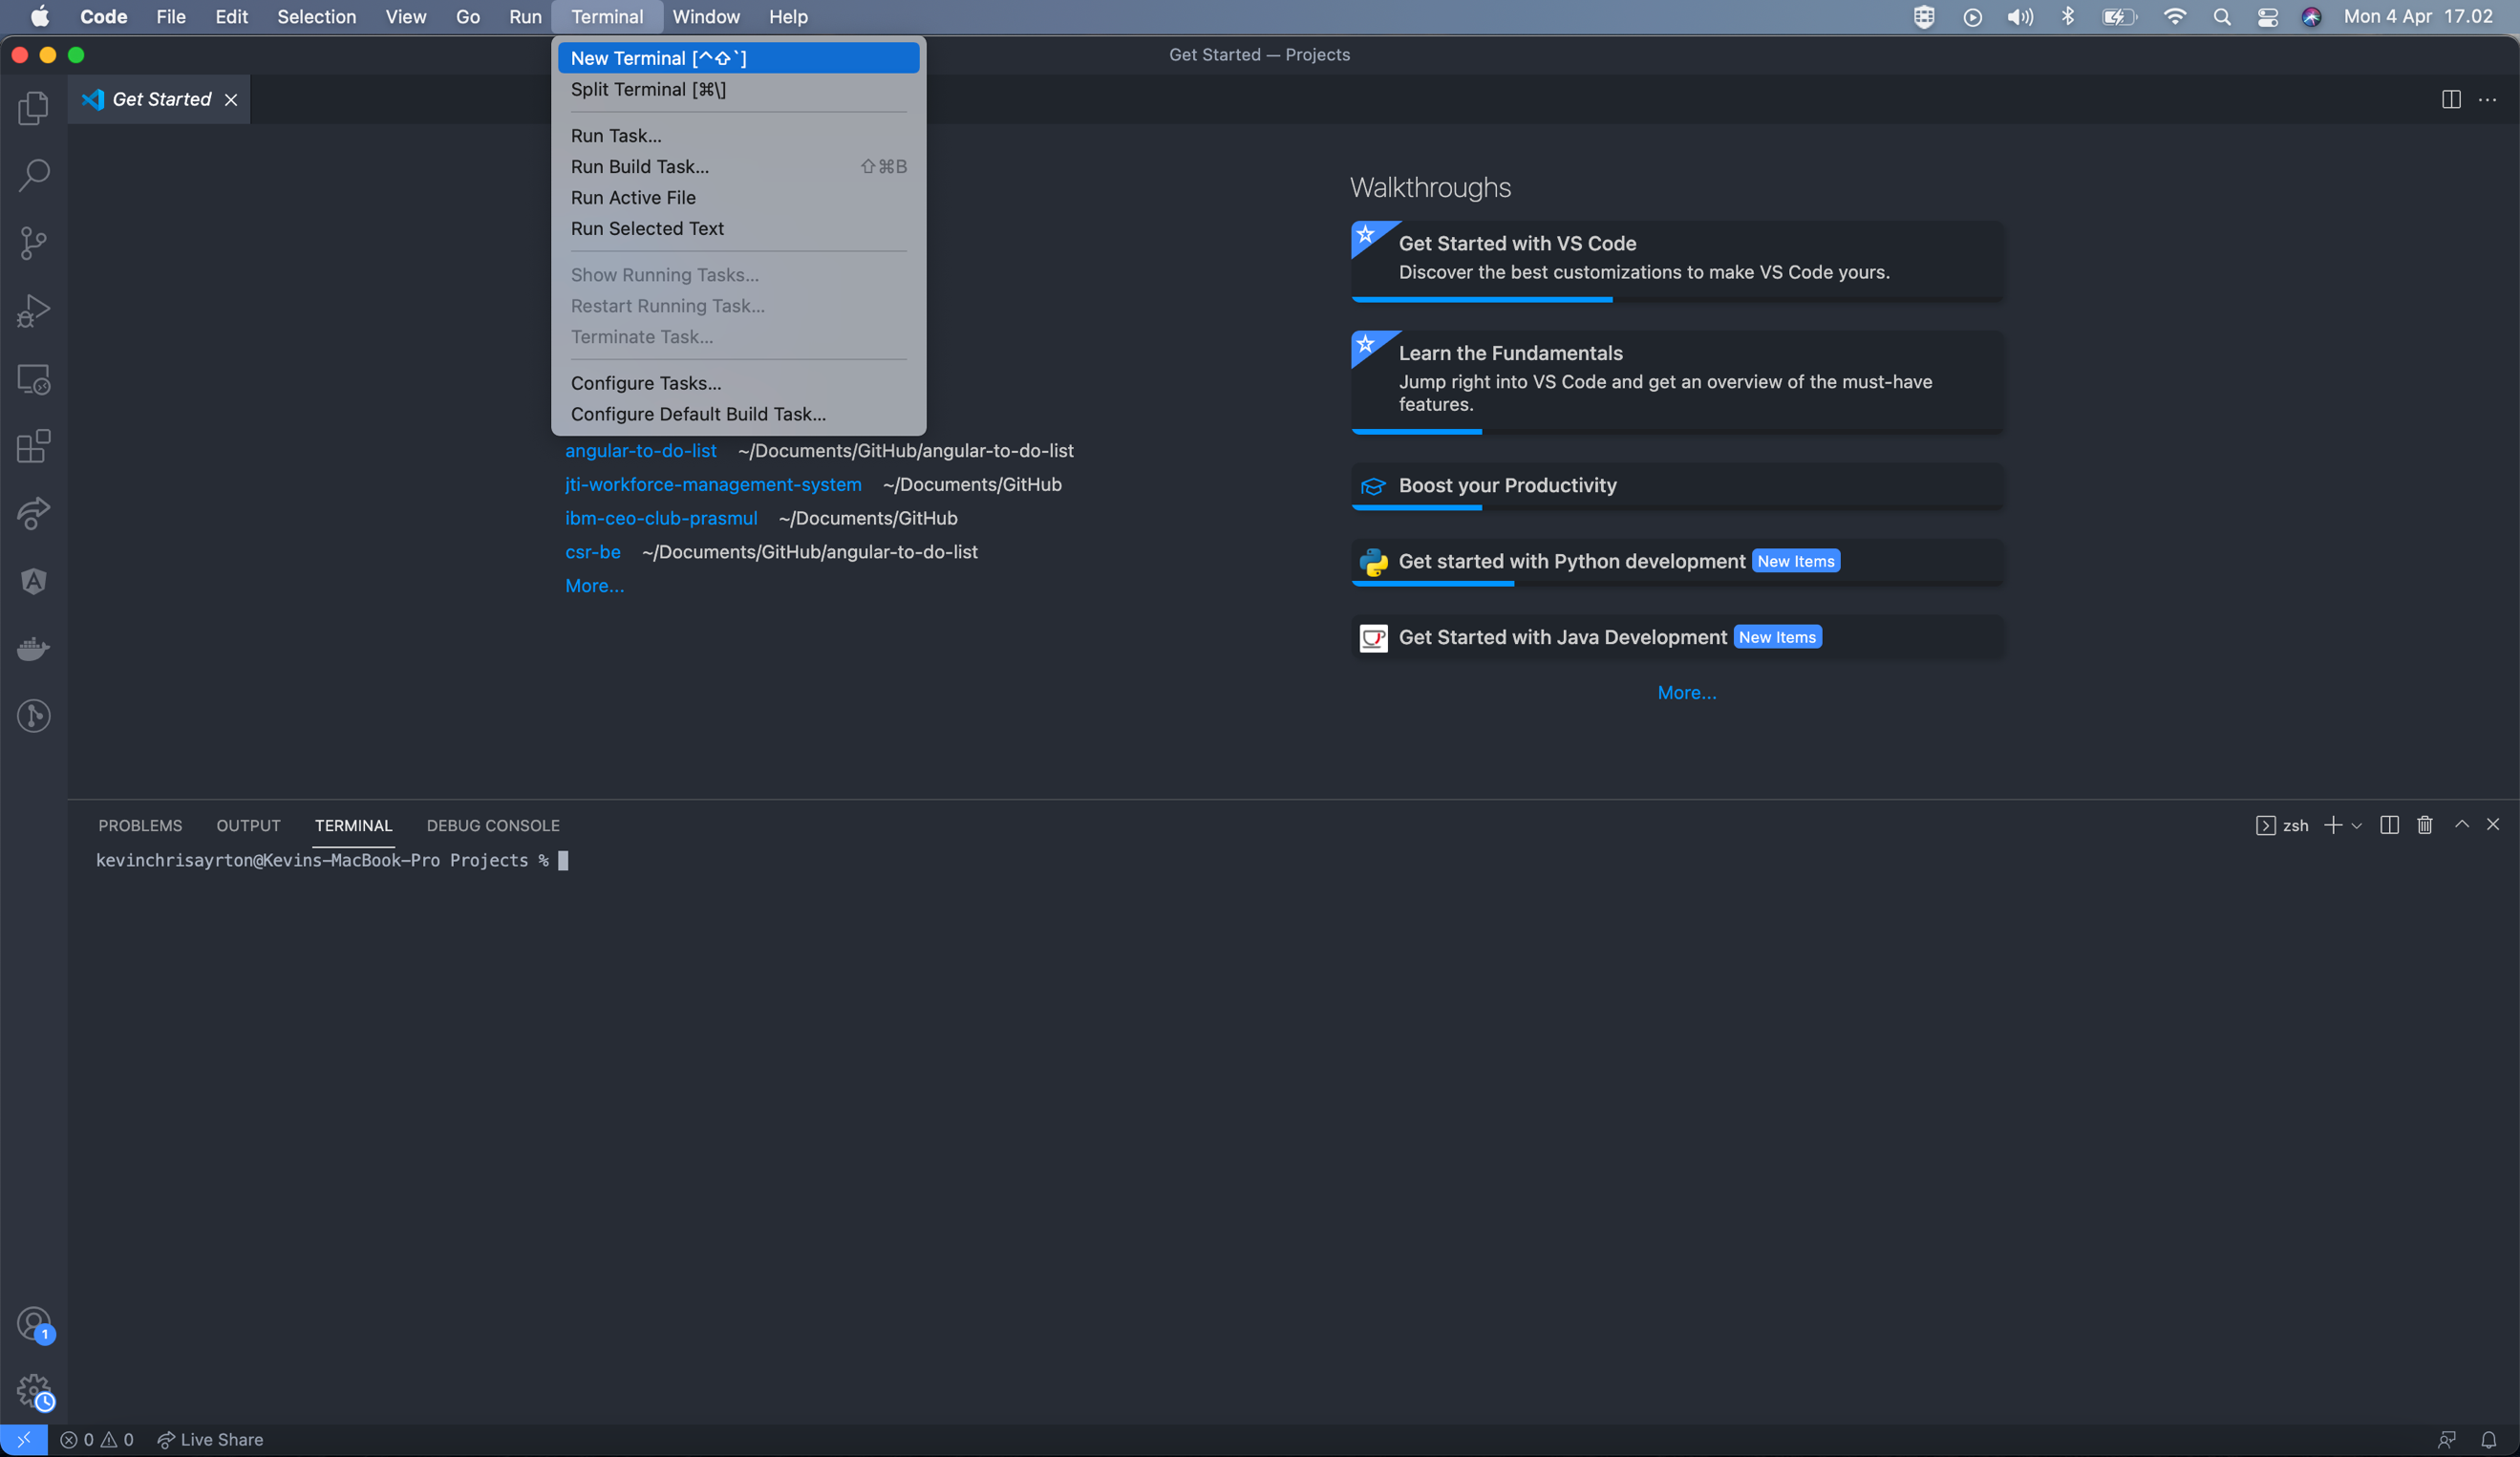 Code File Edit Selection View Go Run Terminal Window Help
Mon 4 Apr 17.02
Get Started — Projects
Get Started
New Terminal [^⇧`]
Split Terminal [⌘\]
Run Task...
Run Build Task... ⇧⌘B
Run Active File
Run Selected Text
Show Running Tasks...
Restart Running Task...
Terminate Task...
Configure Tasks...
Configure Default Build Task...
angular-to-do-list ~/Documents/GitHub/angular-to-do-list
jti-workforce-management-system ~/Documents/GitHub
ibm-ceo-club-prasmul ~/Documents/GitHub
csr-be ~/Documents/GitHub/angular-to-do-list
More...
Walkthroughs
Get Started with VS Code
Discover the best customizations to make VS Code yours.
Learn the Fundamentals
Jump right into VS Code and get an overview of the must-have
features.
Boost your Productivity
Get started with Python development New Items
Get Started with Java Development New Items
More...
PROBLEMS OUTPUT TERMINAL DEBUG CONSOLE
zsh
kevinchrisayrton@Kevins-MacBook-Pro Projects %
1
0 0 Live Share